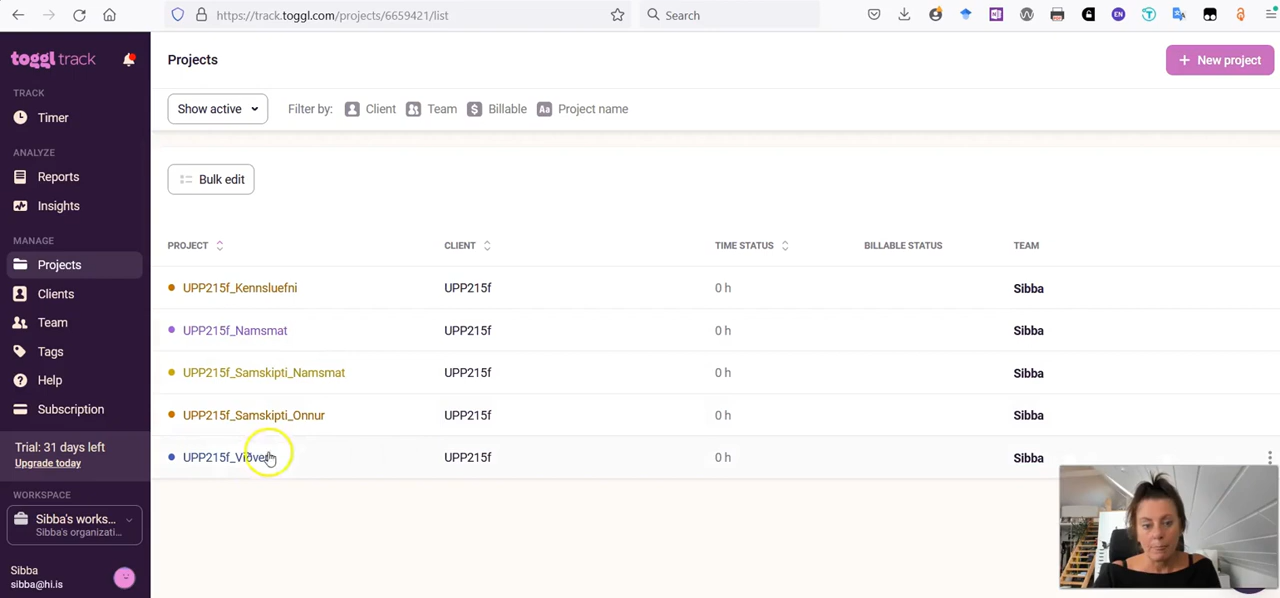 https://track.toggl.com/projects/6659421/list
Search
EN
toggl track
TRACK
Timer
ANALYZE
Reports
Insights
MANAGE
Projects
Clients
Team
Tags
Help
Subscription
Trial: 31 days left
Upgrade today
WORKSPACE
Sibba's works...
Sibba's organizati...
Sibba
sibba@hi.is
Projects
+ New project
Show active
Filter by: Client Team $ Billable Aa Project name
Bulk edit
PROJECT CLIENT TIME STATUS BILLABLE STATUS TEAM
UPP215f_Kennsluefni UPP215f 0 h Sibba
UPP215f_Namsmat UPP215f 0 h Sibba
UPP215f_Samskipti_Namsmat UPP215f 0 h Sibba
UPP215f_Samskipti_Onnur UPP215f 0 h Sibba
UPP215f 0 h Sibba